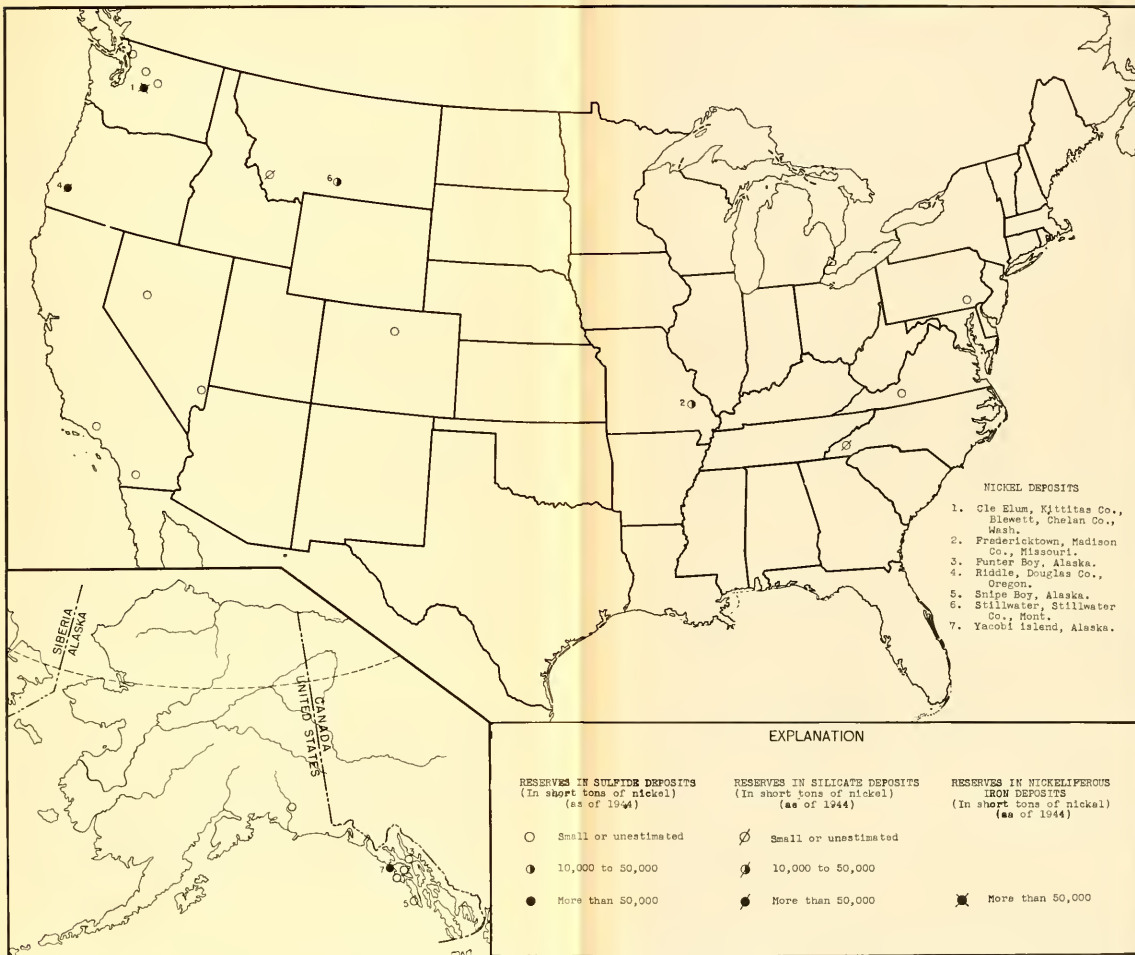 NICKEL DEPOSITS
1. Cle Elum, Kittitas Co.,
Blewett, Chelan Co.,
Wash.
2. Fredericktown, Madison
Co., Missouri.
3. Funter Boy, Alaska.
4. Riddle, Douglas Co.,
Oregon.
5. Snipe Boy, Alaska.
6. Stillwater, Stillwater
Co., Mont.
7. Yacobi island, Alaska.
1
4
6
2
SIBERIA
ALASKA
CANADA
UNITED STATES
7
5
EXPLANATION
RESERVES IN SULFIDE DEPOSITS
(In short tons of nickel)
(as of 1944)
Small or unestimated
10,000 to 50,000
More than 50,000
RESERVES IN SILICATE DEPOSITS
(In short tons of nickel)
(as of 1944)
Small or unestimated
10,000 to 50,000
More than 50,000
RESERVES IN NICKELIFEROUS
IRON DEPOSITS
(In short tons of nickel)
(as of 1944)
More than 50,000